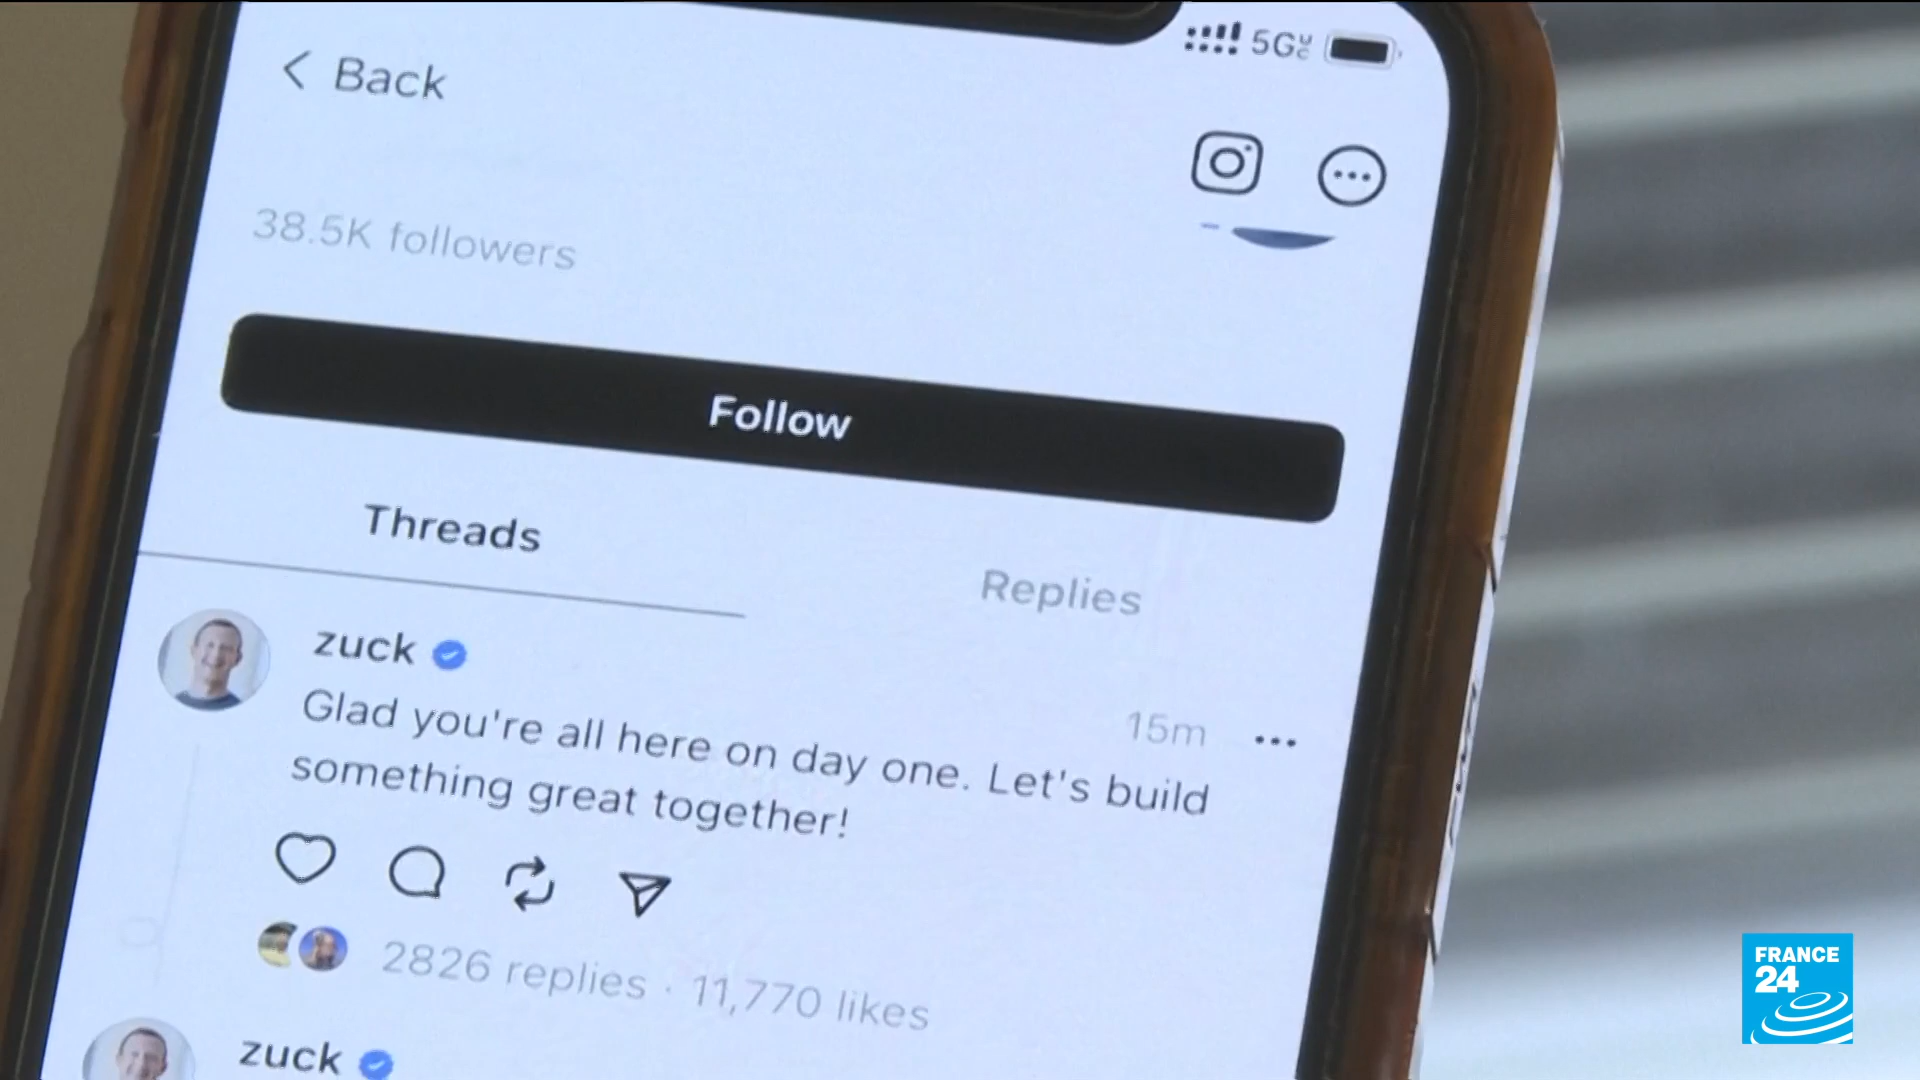 5G
Back
38.5K followers
Follow
Threads
Replies
zuck
15m
Glad you're all here on day one. Let's build
something great together!
2826 replies · 11,770 likes
zuck
FRANCE
24